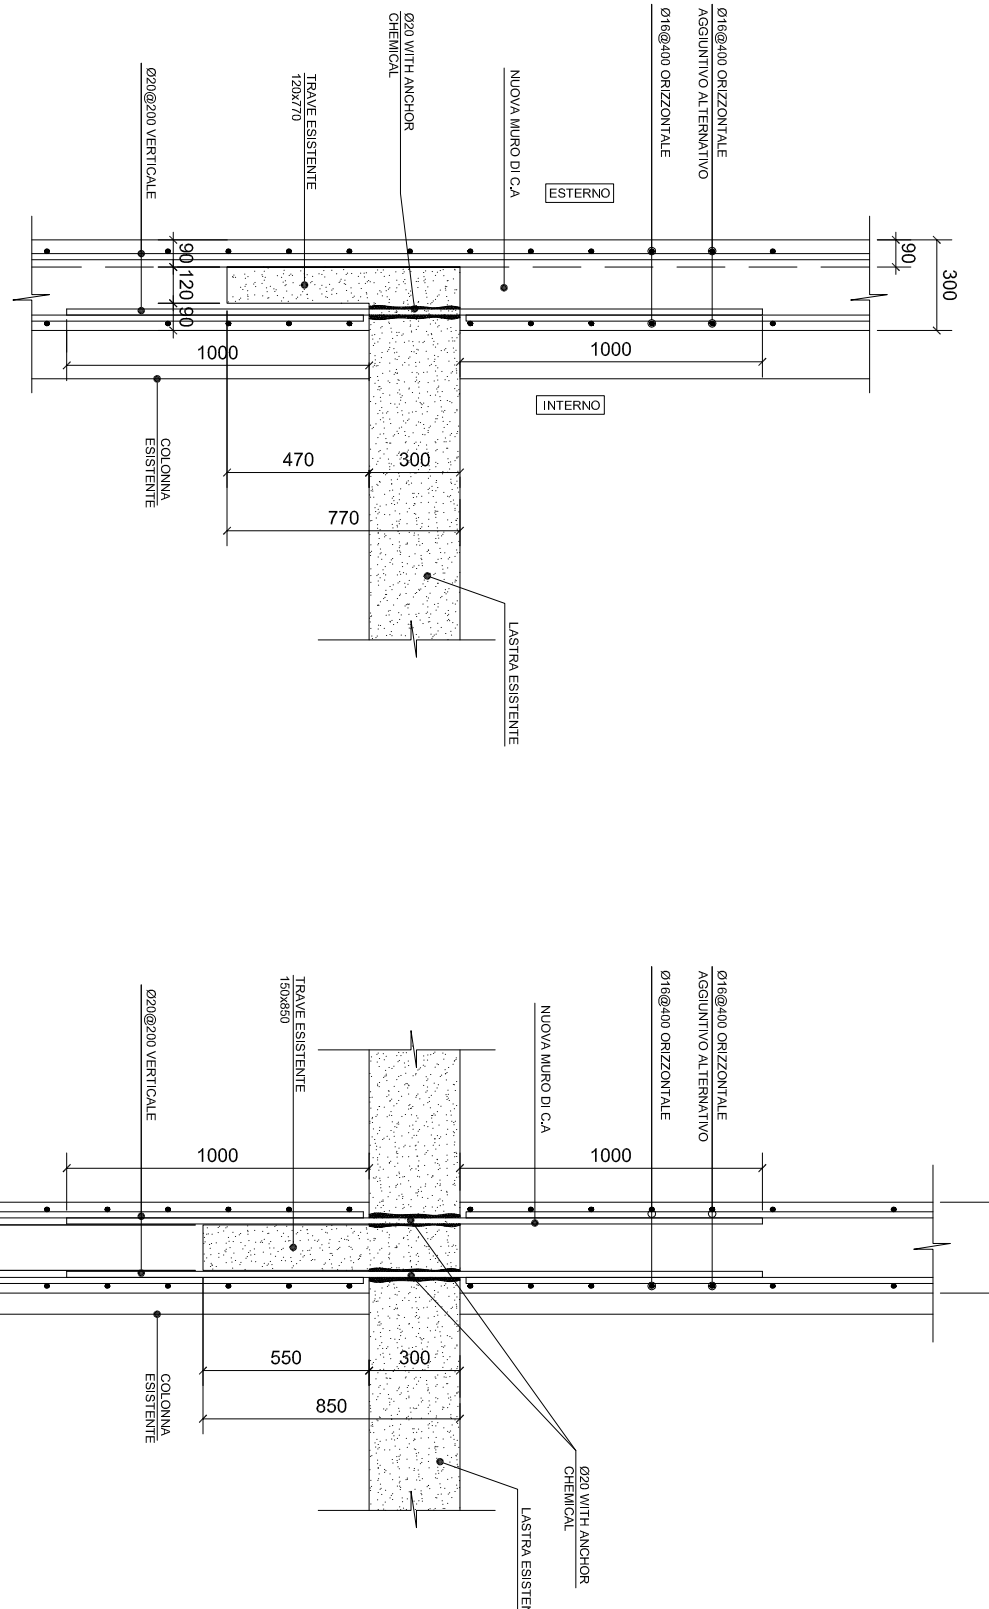 Ø16@400 ORIZZONTALE
AGGIUNTIVO ALTERNATIVO
Ø16@400 ORIZZONTALE
NUOVA MURO DI C.A
Ø20 WITH ANCHOR
CHEMICAL
TRAVE ESISTENTE
120x770
Ø20@200 VERTICALE
ESTERNO
90
120
90
90
300
1000
1000
INTERNO
COLONNA
ESISTENTE
470
300
770
LASTRA ESISTENTE
Ø16@400 ORIZZONTALE
AGGIUNTIVO ALTERNATIVO
Ø16@400 ORIZZONTALE
NUOVA MURO DI C.A
TRAVE ESISTENTE
150x850
Ø20@200 VERTICALE
1000
1000
550
300
850
COLONNA
ESISTENTE
Ø20 WITH ANCHOR
CHEMICAL
LASTRA ESISTEN